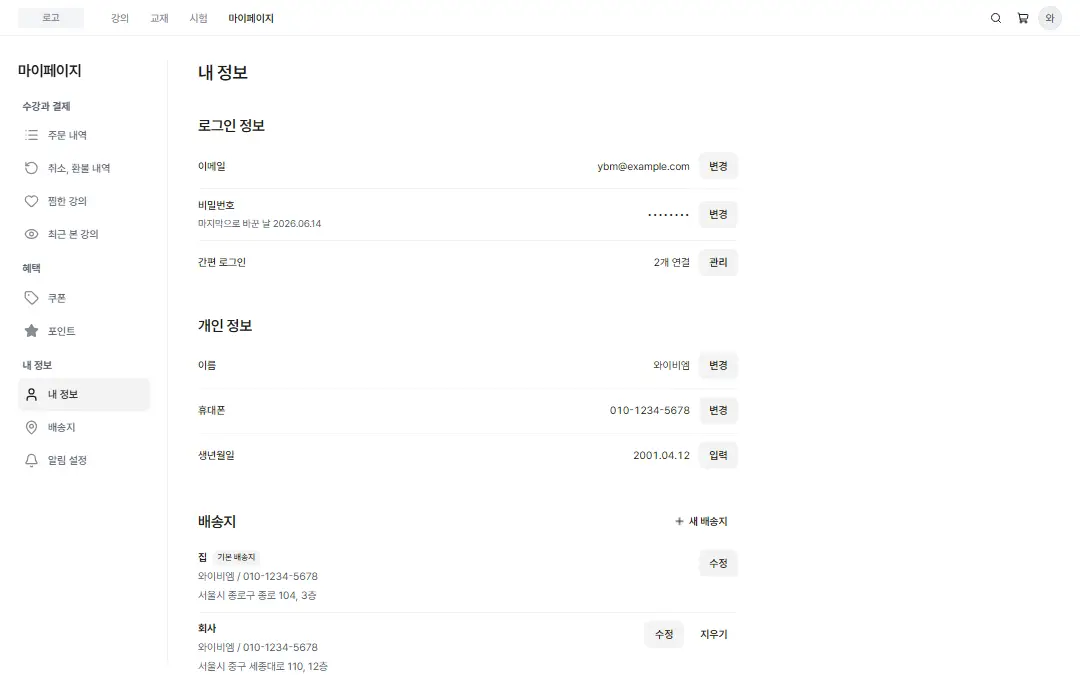 로고 강의 교재 시험 마이페이지 와
마이페이지
수강과 결제
주문 내역
취소, 환불 내역
찜한 강의
최근 본 강의
혜택
쿠폰
포인트
내 정보
내 정보
배송지
알림 설정
내 정보
로그인 정보
이메일 ybm@example.com 변경
비밀번호
마지막으로 바꾼 날 2026.06.14
•••••••• 변경
간편 로그인 2개 연결 관리
개인 정보
이름 와이비엠 변경
휴대폰 010-1234-5678 변경
생년월일 2001.04.12 입력
배송지 + 새 배송지
집 기본 배송지 수정
와이비엠 / 010-1234-5678
서울시 종로구 종로 104, 3층
회사 수정 지우기
와이비엠 / 010-1234-5678
서울시 중구 세종대로 110, 12층